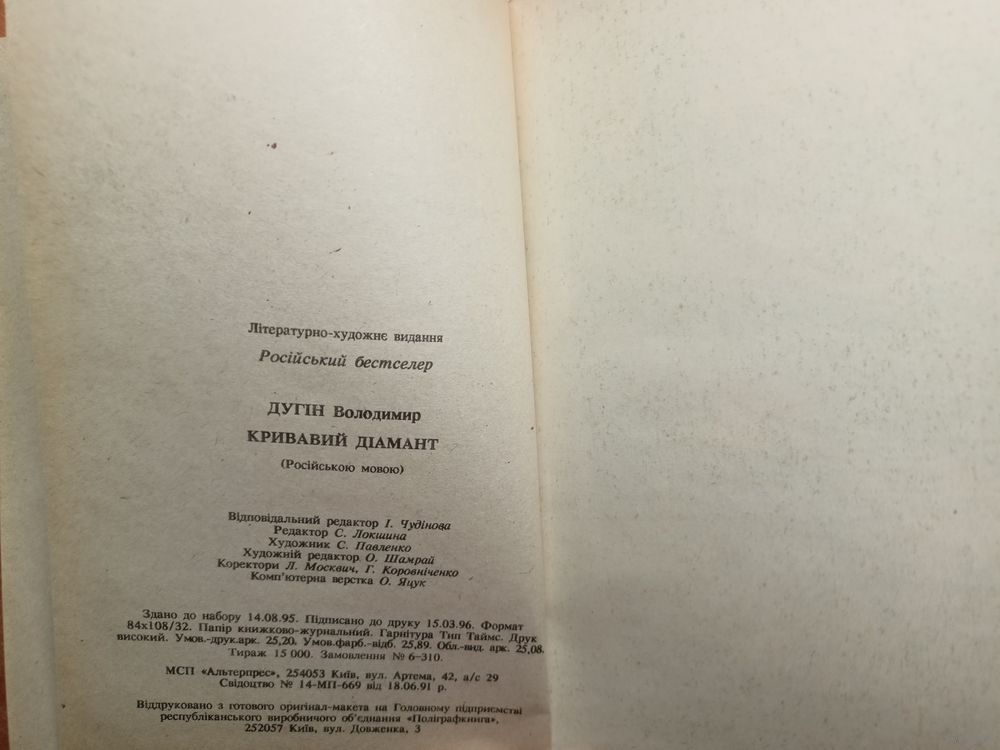 Літературно-художнє видання
Російський бестселер
ДУГІН Володимир
КРИВАВИЙ ДІАМАНТ
(Російською мовою)
Відповідальний редактор І. Чудінова
Редактор С. Локшина
Художник С. Павленко
Художній редактор О. Шамрай
Коректори Л. Москвич, Г. Коровніченко
Комп'ютерна верстка О. Яцук
Здано до набору 14.08.95. Підписано до друку 15.03.96. Формат
84х108/32. Папір книжково-журнальний. Гарнітура Тип Таймс. Друк
високий. Умов.-друк.арк. 25,20. Умов.фарб.-відб. 25,89. Обл.-вид. арк. 25,08.
Тираж 15 000. Замовлення № 6-310.
МСП «Альтерпрес», 254053 Київ, вул. Артема, 42, а/с 29
Свідоцтво № 14-МП-669 від 18.06.91 р.
Віддруковано з готового оригінал-макета на Головному підприємстві
республіканського виробничого об'єднання «Поліграфкнига»,
252057 Київ, вул. Довженка, 3